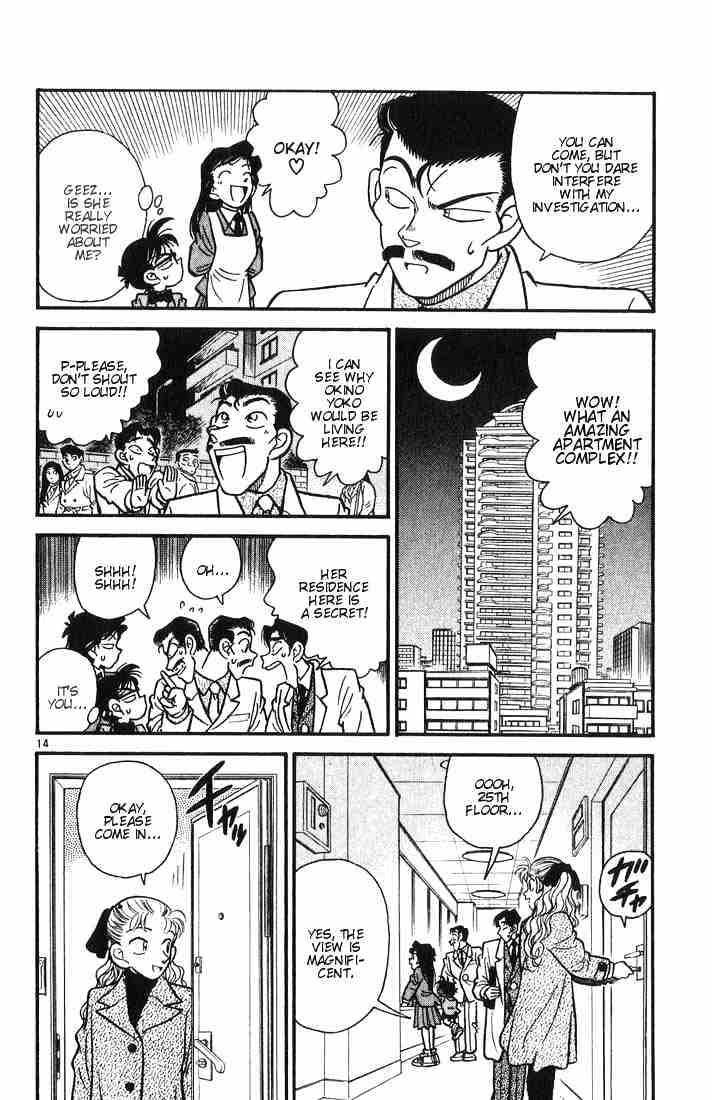 YOU CAN
COME, BUT
DON'T YOU DARE
INTERFERE
WITH MY
INVESTIGATION...
OKAY!
♡
GEEZ...
IS SHE
REALLY
WORRIED
ABOUT
ME?
WOW!
WHAT AN
AMAZING
APARTMENT
COMPLEX!!
I CAN
SEE WHY
OKINO
YOKO
WOULD BE
LIVING
HERE!!
P-PLEASE,
DON'T SHOUT
SO LOUD!!
HER
RESIDENCE
HERE IS
A SECRET!
OH...
SHHH!
SHHH!
IT'S
YOU...
14
OOOH,
25TH
FLOOR...
ガチャ
YES, THE
VIEW IS
MAGNIFI-
CENT.
OKAY,
PLEASE
COME IN...